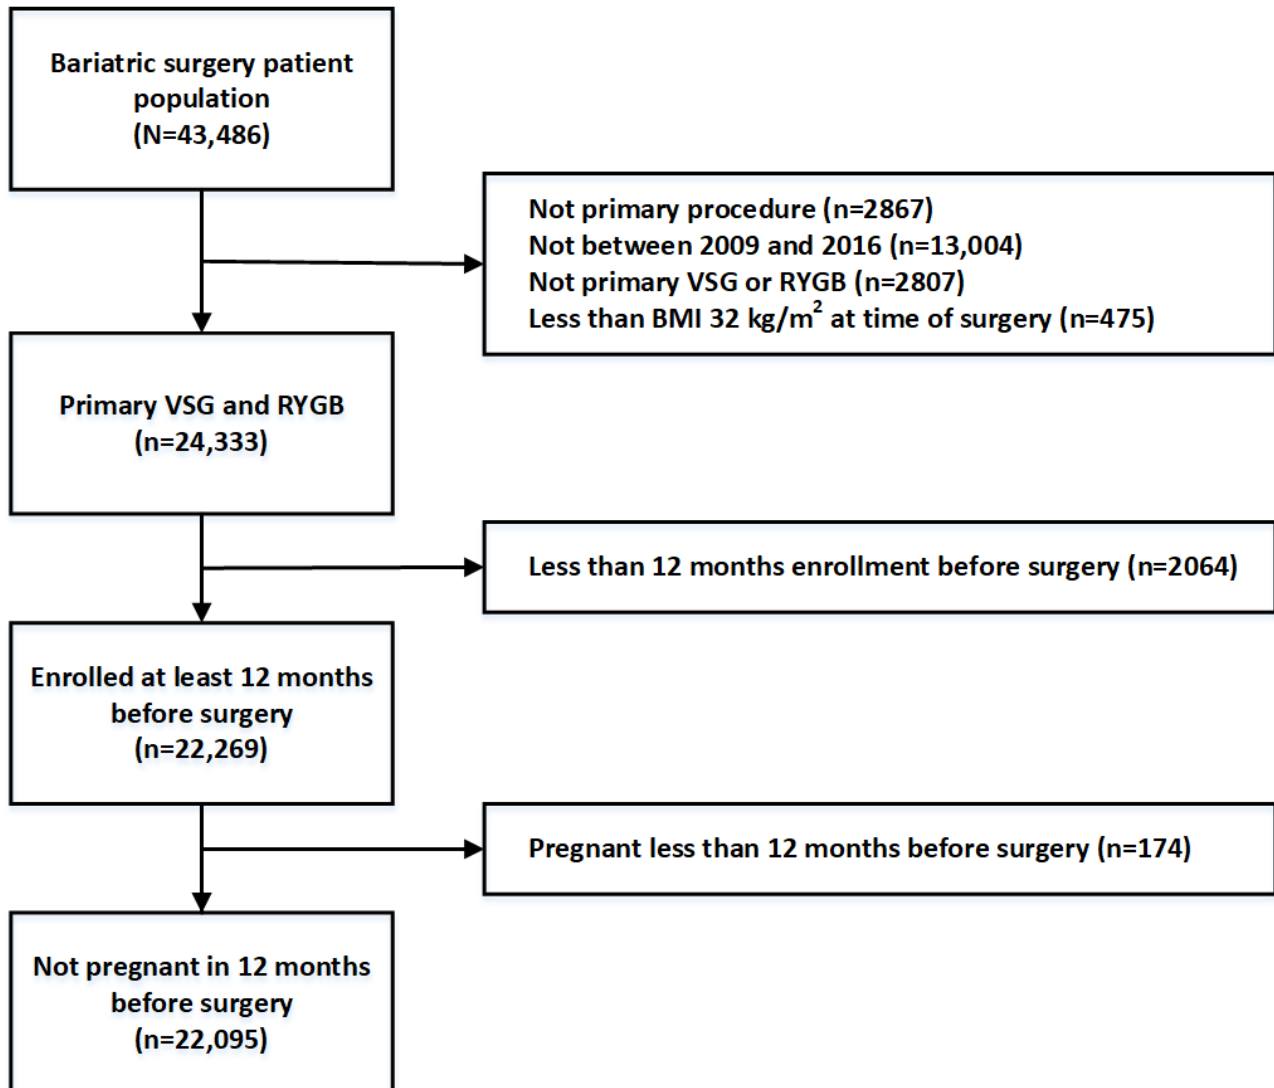 Bariatric surgery patient
population
(N=43,486)
Not primary procedure (n=2867)
Not between 2009 and 2016 (n=13,004)
Not primary VSG or RYGB (n=2807)
Less than BMI 32 kg/m² at time of surgery (n=475)
Primary VSG and RYGB
(n=24,333)
Less than 12 months enrollment before surgery (n=2064)
Enrolled at least 12 months
before surgery
(n=22,269)
Pregnant less than 12 months before surgery (n=174)
Not pregnant in 12 months
before surgery
(n=22,095)